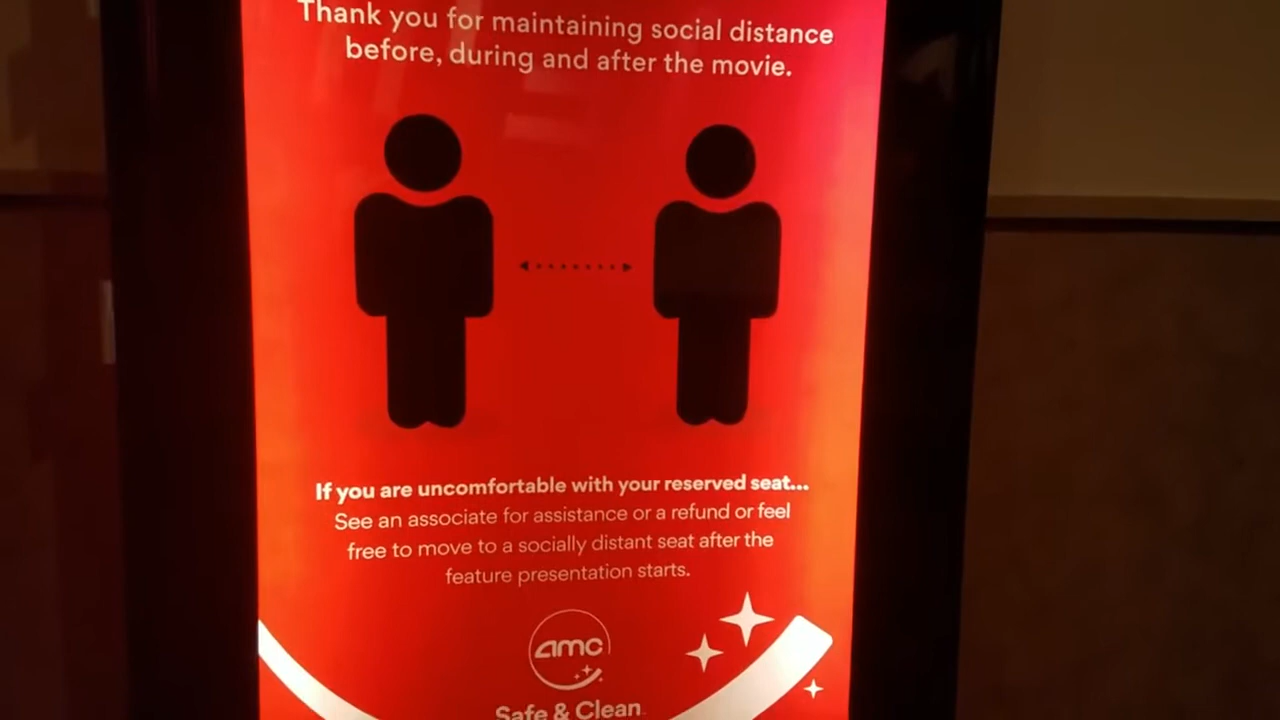 Thank you for maintaining social distance
before, during and after the movie.
If you are uncomfortable with your reserved seat...
See an associate for assistance or a refund or feel
free to move to a socially distant seat after the
feature presentation starts.
amc
Safe & Clean